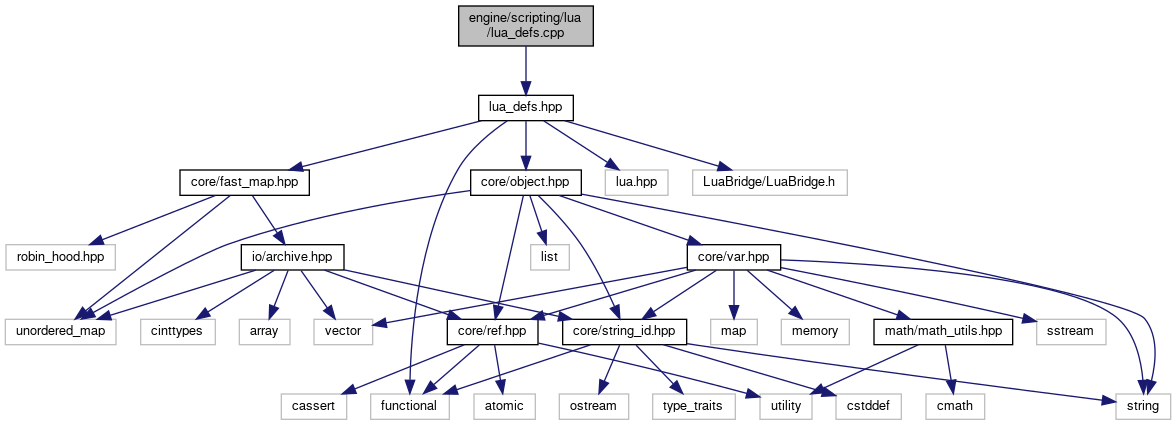 engine/scripting/lua
/lua_defs.cpp
lua_defs.hpp
core/fast_map.hpp
core/object.hpp
lua.hpp
LuaBridge/LuaBridge.h
robin_hood.hpp
io/archive.hpp
list
core/var.hpp
unordered_map
cinttypes
array
vector
core/ref.hpp
core/string_id.hpp
map
memory
math/math_utils.hpp
sstream
cassert
functional
atomic
ostream
type_traits
utility
cstddef
cmath
string